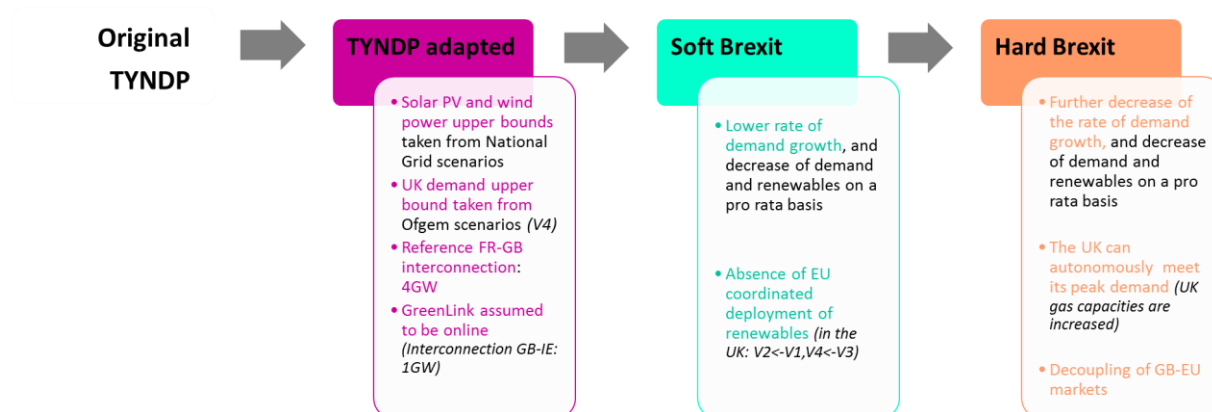 Original
TYNDP
TYNDP adapted
• Solar PV and wind
power upper bounds
taken from National
Grid scenarios
• UK demand upper
bound taken from
Ofgem scenarios (V4)
• Reference FR-GB
interconnection:
4GW
• GreenLink assumed
to be online
(Interconnection GB-IE:
1GW)
Soft Brexit
• Lower rate of
demand growth, and
decrease of demand
and renewables on a
pro rata basis
• Absence of EU
coordinated
deployment of
renewables (in the
UK: V2<-V1,V4<-V3)
Hard Brexit
• Further decrease of
the rate of demand
growth, and decrease
of demand and
renewables on a pro
rata basis
• The UK can
autonomously meet
its peak demand (UK
gas capacities are
increased)
• Decoupling of GB-EU
markets